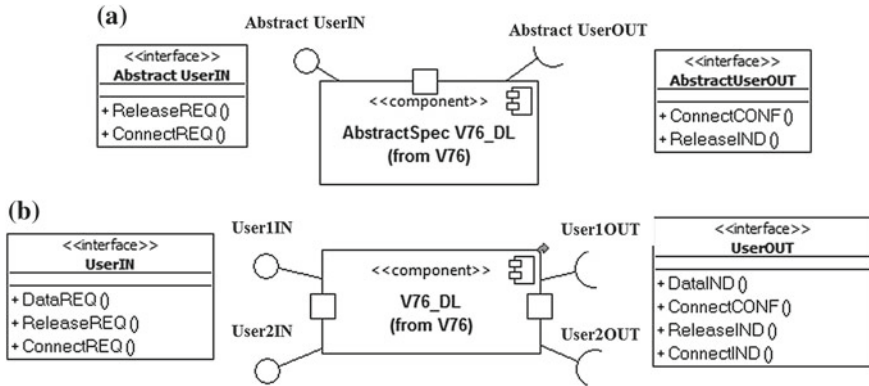 (a)
Abstract UserIN
Abstract UserOUT
<<interface>>
Abstract UserIN
+ ReleaseREQ()
+ ConnectREQ()
<<component>>
AbstractSpec V76_DL
(from V76)
<<interface>>
AbstractUserOUT
+ ConnectCONF()
+ ReleaseIND()
(b)
User1IN
User1OUT
<<interface>>
UserIN
+ DataREQ()
+ ReleaseREQ()
+ ConnectREQ()
<<component>>
V76_DL
(from V76)
User2IN
User2OUT
<<interface>>
UserOUT
+ DataIND()
+ ConnectCONF()
+ ReleaseIND()
+ ConnectIND()